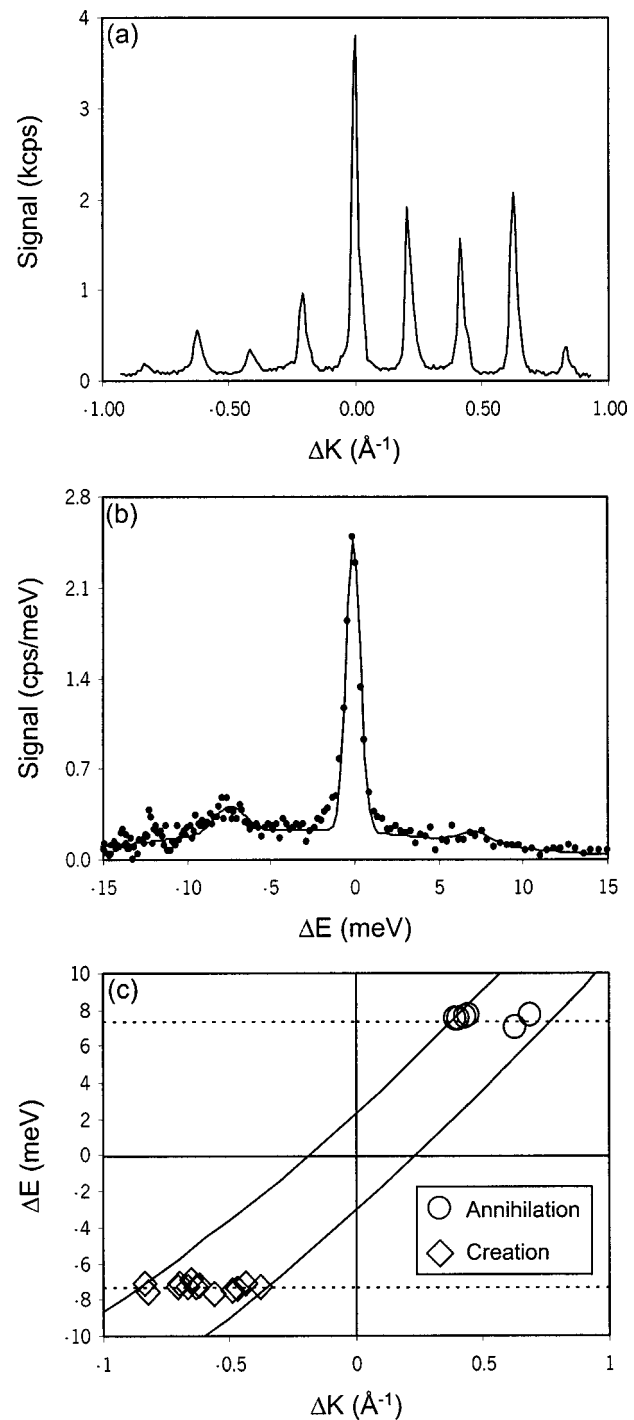 (a)
4
3
2
1
0
Signal (kcps)
-1.00 -0.50 0.00 0.50 1.00
ΔK (Å-1)
(b)
2.8
2.1
1.4
0.7
0.0
Signal (cps/meV)
-15 -10 -5 0 5 10 15
ΔE (meV)
(c)
10
8
6
4
2
0
-2
-4
-6
-8
-10
ΔE (meV)
Annihilation
Creation
-1 -0.5 0 0.5 1
ΔK (Å-1)